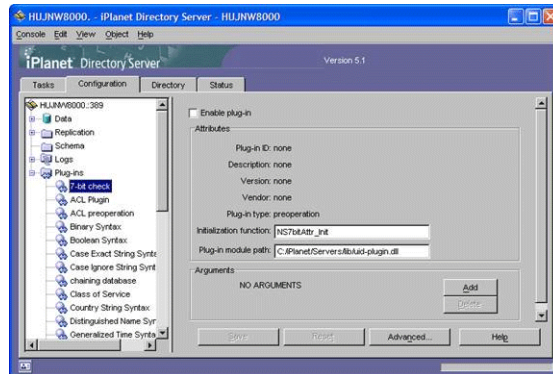 HUJNW8000. - iPlanet Directory Server - HUJNW8000
Console Edit View Object Help
iPlanet Directory Server
Version 5.1
Tasks Configuration Directory Status
HUJNW8000.:389
Data
Replication
Schema
Logs
Plug-ins
7-bit check
ACL Plugin
ACL preoperation
Binary Syntax
Boolean Syntax
Case Exact String Synta
Case Ignore String Synt
chaining database
Class of Service
Country String Syntax
Distinguished Name Syr
Generalized Time Synta
Enable plug-in
Attributes
Plug-in ID: none
Description: none
Version: none
Vendor: none
Plug-in type: preoperation
Initialization function: NS7bitAttr_Init
Plug-in module path: C:/iPlanet/Servers/lib/uid-plugin.dll
Arguments
NO ARGUMENTS
Add
Delete
Save Reset Advanced... Help